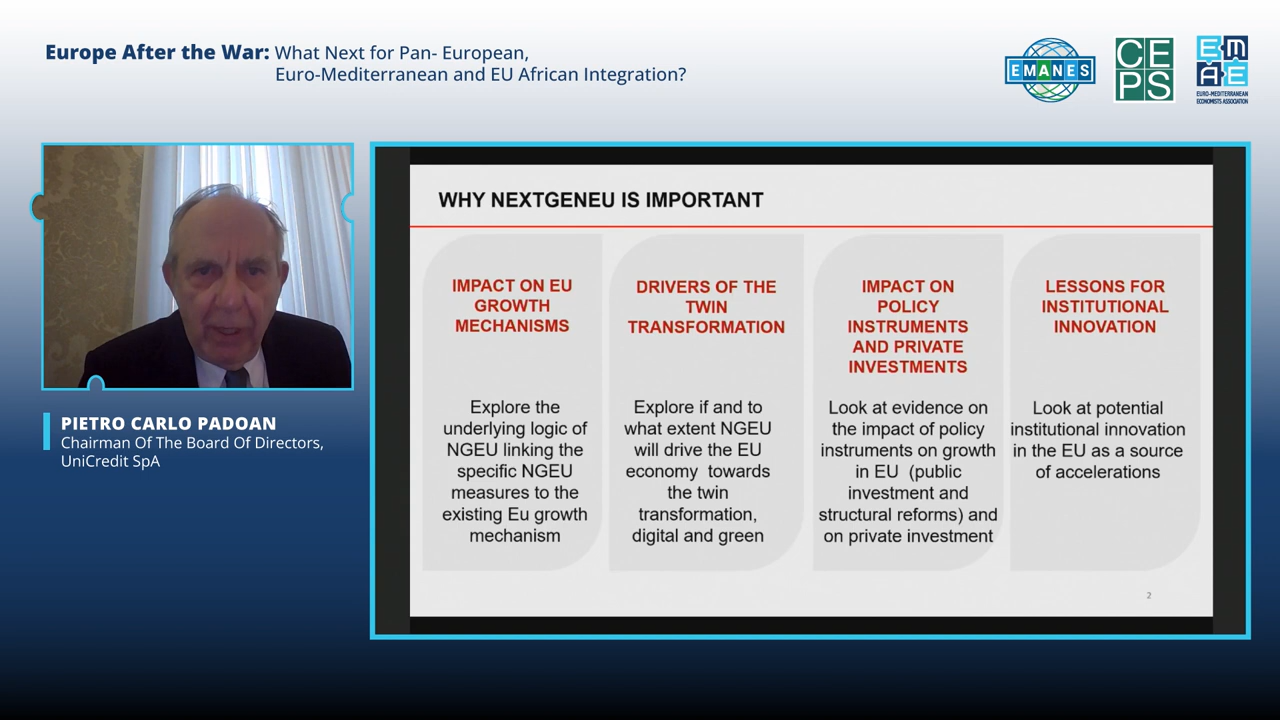 Europe After the War: What Next for Pan- European,
Euro-Mediterranean and EU African Integration?
EMANES
CE
PS
EM
AE
EURO-MEDITERRANEAN
ECONOMISTS ASSOCIATION
WHY NEXTGENEU IS IMPORTANT
IMPACT ON EU
GROWTH
MECHANISMS
Explore the
underlying logic of
NGEU linking the
specific NGEU
measures to the
existing Eu growth
mechanism
DRIVERS OF THE
TWIN
TRANSFORMATION
Explore if and to
what extent NGEU
will drive the EU
economy towards
the twin
transformation,
digital and green
IMPACT ON
POLICY
INSTRUMENTS
AND PRIVATE
INVESTMENTS
Look at evidence on
the impact of policy
instruments on growth
in EU (public
investment and
structural reforms) and
on private investment
LESSONS FOR
INSTITUTIONAL
INNOVATION
Look at potential
institutional innovation
in the EU as a source
of accelerations
2
PIETRO CARLO PADOAN
Chairman Of The Board Of Directors,
UniCredit SpA